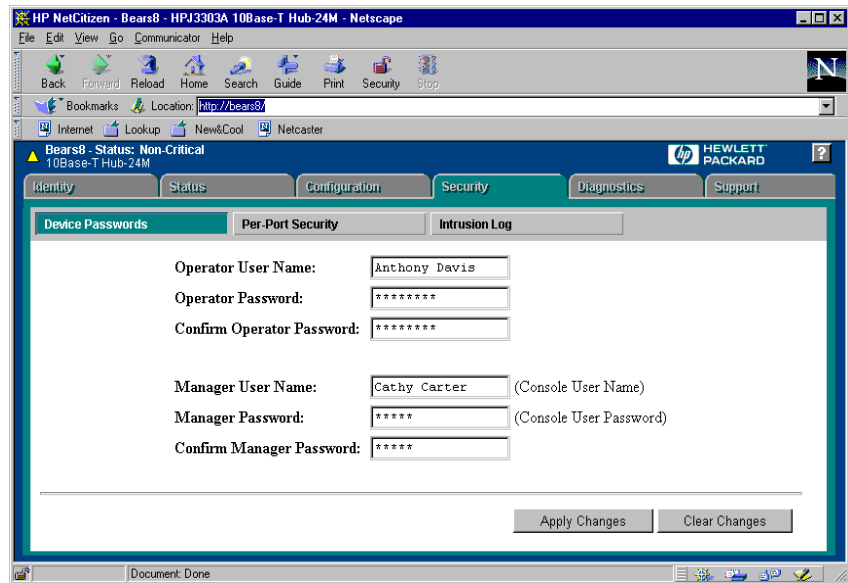 HP NetCitizen - Bears8 - HPJ3303A 10Base-T Hub-24M - Netscape
File Edit View Go Communicator Help
Back Forward Reload Home Search Guide Print Security Stop
N
Bookmarks Location: http://bears8/
Internet Lookup New&Cool Netcaster
Bears8 - Status: Non-Critical
10Base-T Hub-24M
hp HEWLETT PACKARD ?
Identity Status Configuration Security Diagnostics Support
Device Passwords Per-Port Security Intrusion Log
Operator User Name: Anthony Davis
Operator Password: ********
Confirm Operator Password: ********
Manager User Name: Cathy Carter (Console User Name)
Manager Password: ***** (Console User Password)
Confirm Manager Password: *****
Apply Changes Clear Changes
Document: Done